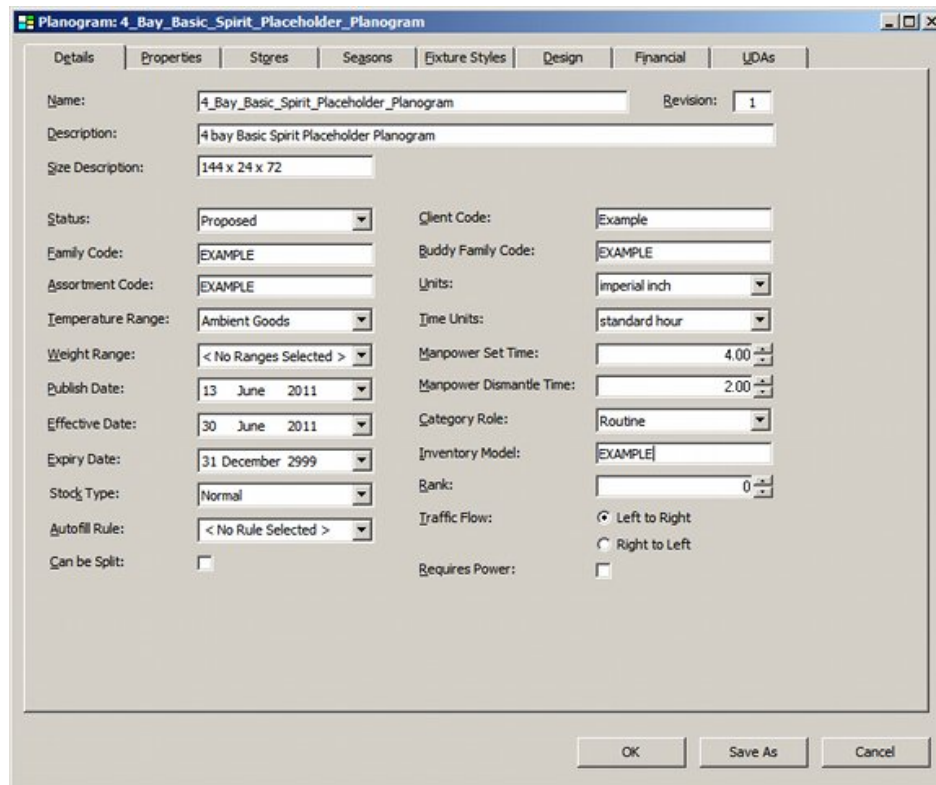 Planogram: 4_Bay_Basic_Spirit_Placeholder_Planogram
Details Properties Stores Seasons Fixture Styles Design Financial UDAs
Name: 4_Bay_Basic_Spirit_Placeholder_Planogram Revision: 1
Description: 4 bay Basic Spirit Placeholder Planogram
Size Description: 144 x 24 x 72
Status: Proposed Client Code: Example
Family Code: EXAMPLE Buddy Family Code: EXAMPLE
Assortment Code: EXAMPLE Units: imperial inch
Temperature Range: Ambient Goods Time Units: standard hour
Weight Range: < No Ranges Selected > Manpower Set Time: 4.00
Publish Date: 13 June 2011 Manpower Dismantle Time: 2.00
Effective Date: 30 June 2011 Category Role: Routine
Expiry Date: 31 December 2999 Inventory Model: EXAMPLE
Stock Type: Normal Rank: 0
Autofill Rule: < No Rule Selected > Traffic Flow: Left to Right
Right to Left
Can be Split: Requires Power:
OK Save As Cancel